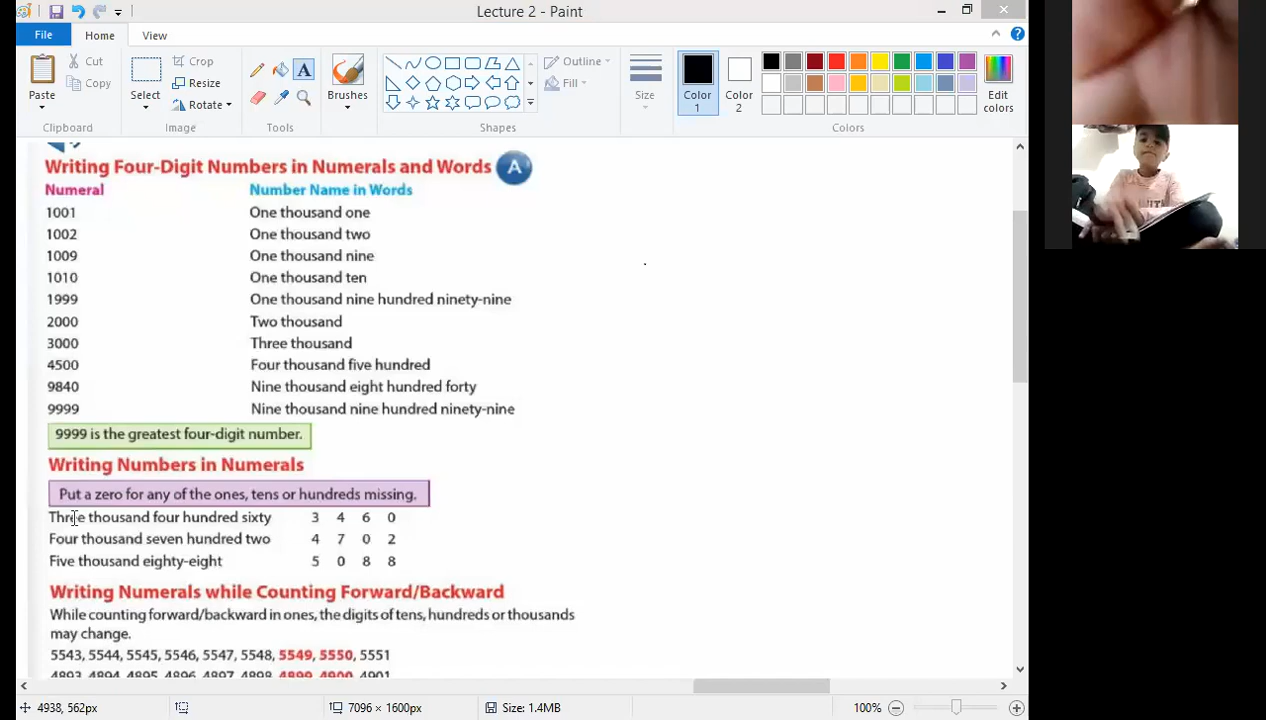 Lecture 2 - Paint
File Home View
Cut
Copy
Paste
Clipboard
Crop
Resize
Rotate
Select
Image
Tools
Brushes
Shapes
Outline
Fill
Size
Color 1
Color 2
Edit colors
Colors
Writing Four-Digit Numbers in Numerals and Words A
Numeral Number Name in Words
1001 One thousand one
1002 One thousand two
1009 One thousand nine
1010 One thousand ten
1999 One thousand nine hundred ninety-nine
2000 Two thousand
3000 Three thousand
4500 Four thousand five hundred
9840 Nine thousand eight hundred forty
9999 Nine thousand nine hundred ninety-nine
9999 is the greatest four-digit number.
Writing Numbers in Numerals
Put a zero for any of the ones, tens or hundreds missing.
Three thousand four hundred sixty 3 4 6 0
Four thousand seven hundred two 4 7 0 2
Five thousand eighty-eight 5 0 8 8
Writing Numerals while Counting Forward/Backward
While counting forward/backward in ones, the digits of tens, hundreds or thousands
may change.
5543, 5544, 5545, 5546, 5547, 5548, 5549, 5550, 5551
4893, 4894, 4895, 4896, 4897, 4898, 4899, 4900, 4901
4938, 562px 7096 × 1600px Size: 1.4MB 100%